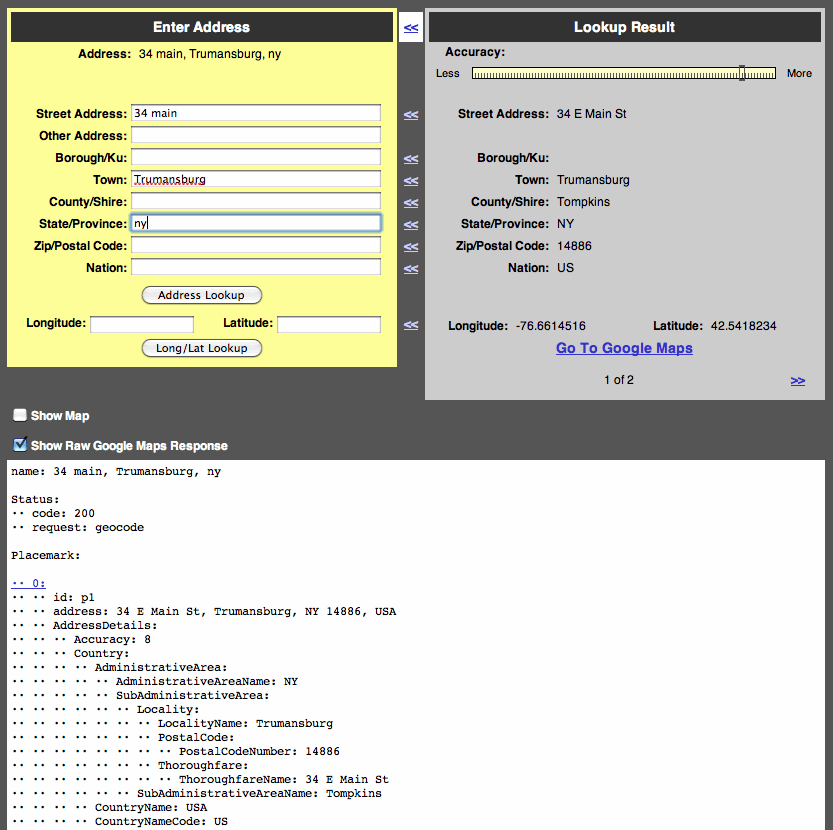 Enter Address
Address: 34 main, Trumansburg, ny
Street Address: 34 main
Other Address:
Borough/Ku:
Town: Trumansburg
County/Shire:
State/Province: ny
Zip/Postal Code:
Nation:
Address Lookup
Longitude: Latitude:
Long/Lat Lookup
<<
<<
<<
<<
<<
<<
<<
<<
<<
Lookup Result
Accuracy:
Less More
Street Address: 34 E Main St
Borough/Ku:
Town: Trumansburg
County/Shire: Tompkins
State/Province: NY
Zip/Postal Code: 14886
Nation: US
Longitude: -76.6614516 Latitude: 42.5418234
Go To Google Maps
1 of 2 >>
Show Map
Show Raw Google Maps Response
name: 34 main, Trumansburg, ny
Status:
·· code: 200
·· request: geocode
Placemark:
·· 0:
·· ·· id: p1
·· ·· address: 34 E Main St, Trumansburg, NY 14886, USA
·· ·· AddressDetails:
·· ·· ·· Accuracy: 8
·· ·· ·· Country:
·· ·· ·· ·· AdministrativeArea:
·· ·· ·· ·· ·· AdministrativeAreaName: NY
·· ·· ·· ·· ·· SubAdministrativeArea:
·· ·· ·· ·· ·· ·· Locality:
·· ·· ·· ·· ·· ·· ·· LocalityName: Trumansburg
·· ·· ·· ·· ·· ·· ·· PostalCode:
·· ·· ·· ·· ·· ·· ·· ·· PostalCodeNumber: 14886
·· ·· ·· ·· ·· ·· ·· Thoroughfare:
·· ·· ·· ·· ·· ·· ·· ·· ThoroughfareName: 34 E Main St
·· ·· ·· ·· ·· ·· SubAdministrativeAreaName: Tompkins
·· ·· ·· ·· CountryName: USA
·· ·· ·· ·· CountryNameCode: US